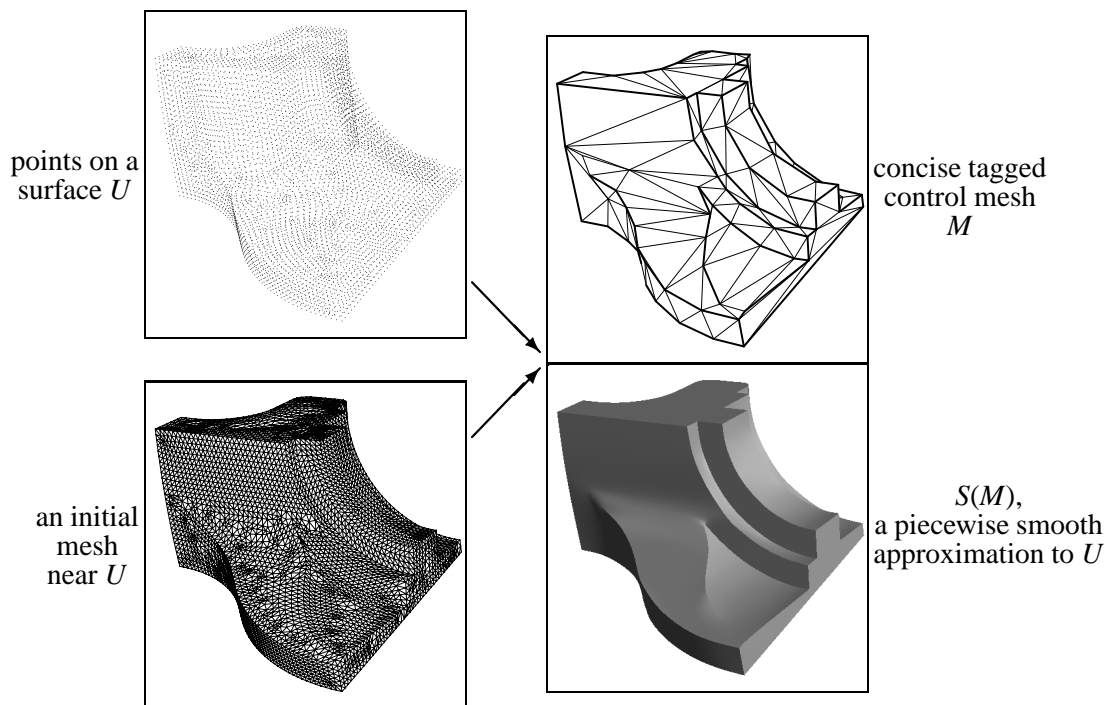 points on a
surface U
concise tagged
control mesh
M
an initial
mesh
near U
S(M),
a piecewise smooth
approximation to U